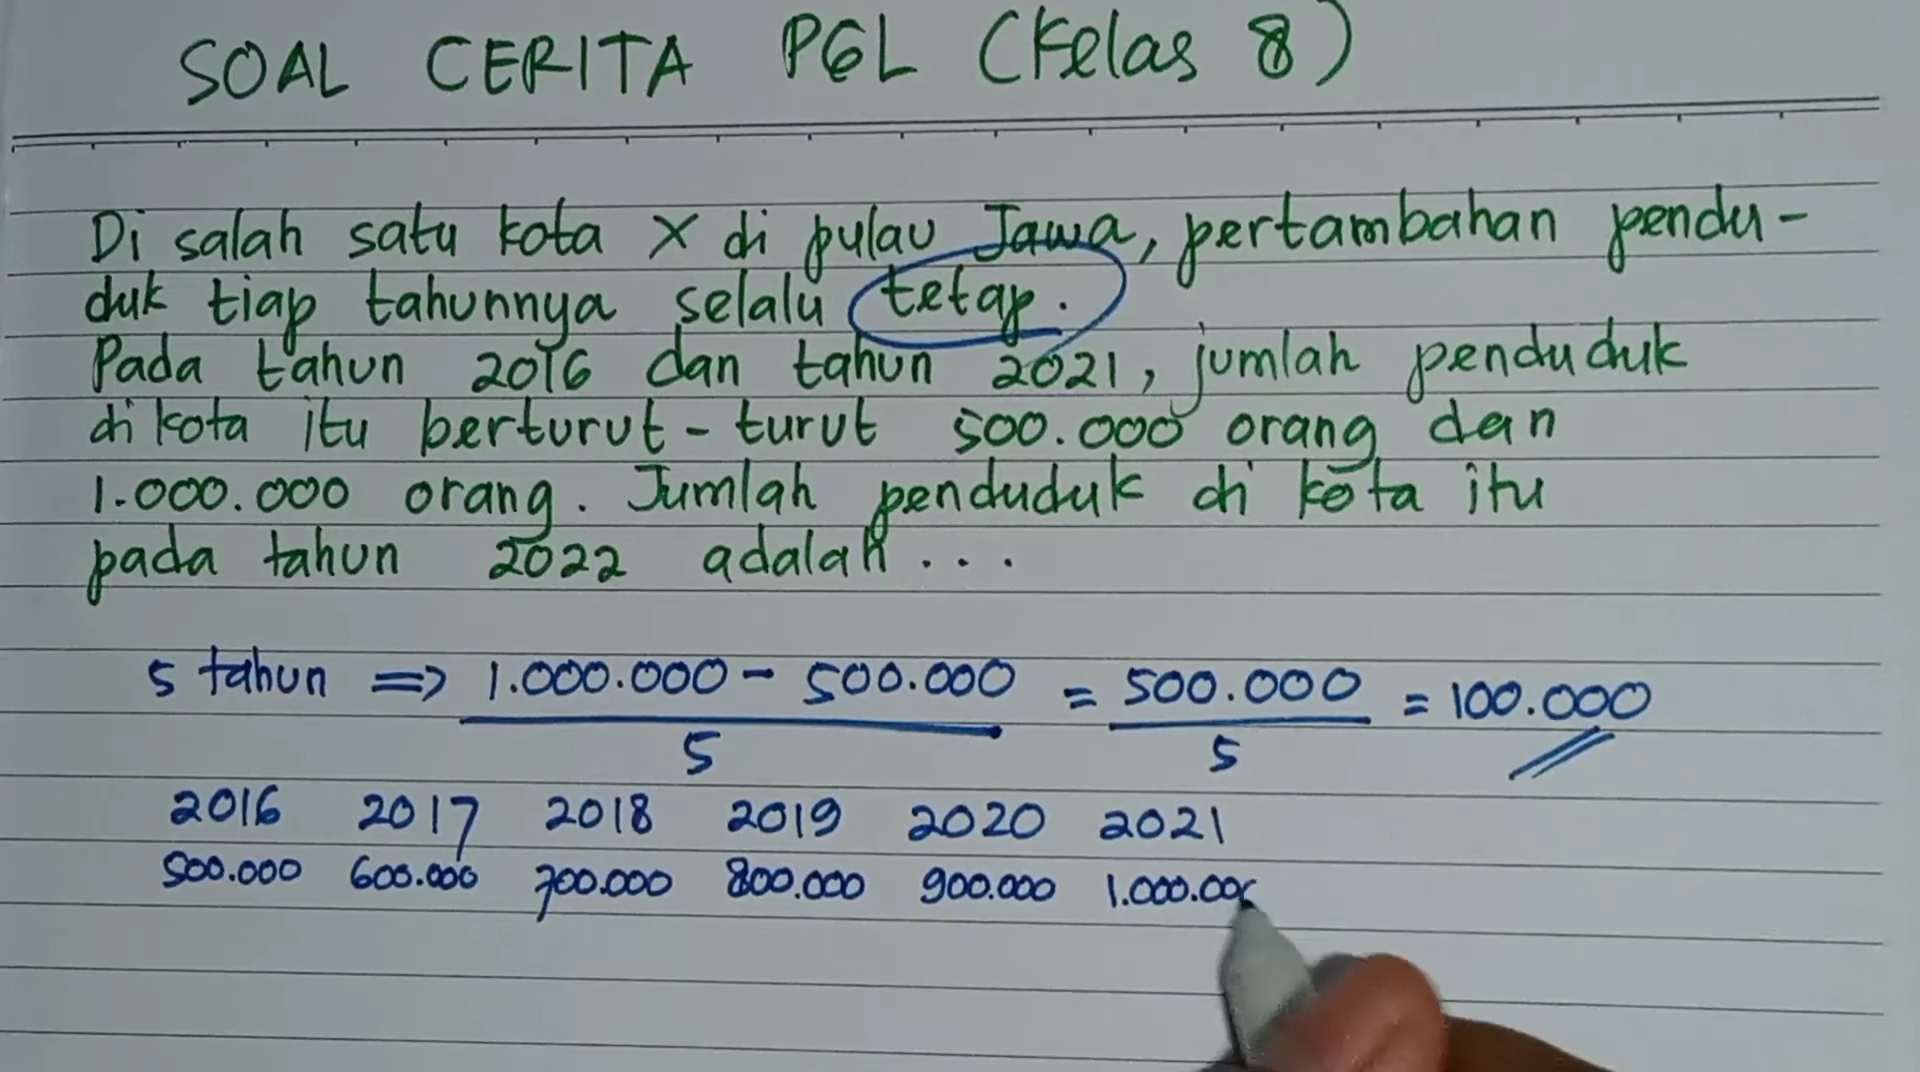 SOAL CERITA PGL (Kelas 8)
Di salah satu kota X di pulau Jawa, pertambahan pendu-
duk tiap tahunnya selalu tetap.
Pada tahun 2016 dan tahun 2021, jumlah penduduk
di kota itu berturut-turut 500.000 orang dan
1.000.000 orang. Jumlah penduduk di kota itu
pada tahun 2022 adalah ...
5 tahun => 1.000.000 - 500.000 = 500.000 = 100.000
5 5
2016 2017 2018 2019 2020 2021
500.000 600.000 700.000 800.000 900.000 1.000.00